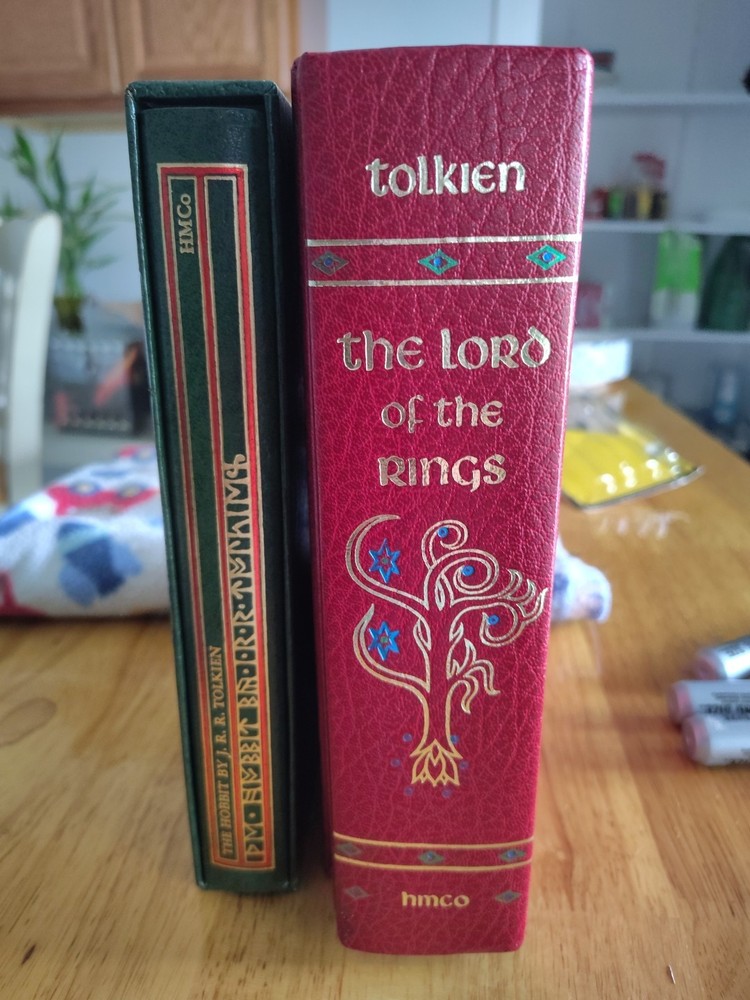 HMCo
THE HOBBIT BY J. R. R. TOLKIEN
tolkien
the lord
of the
rings
hmco